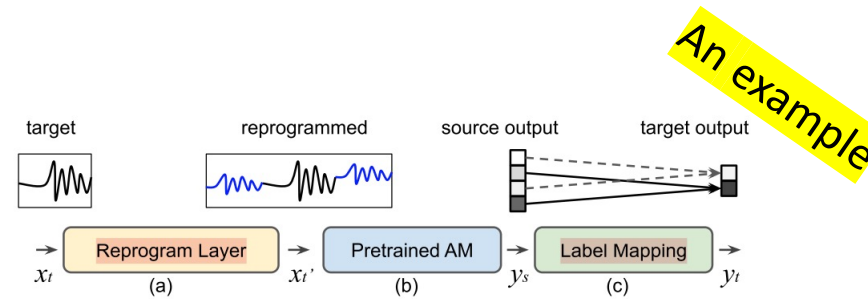 An example
target
reprogrammed
source output
target output
xt
Reprogram Layer
xt'
Pretrained AM
ys
Label Mapping
yt
(a)
(b)
(c)